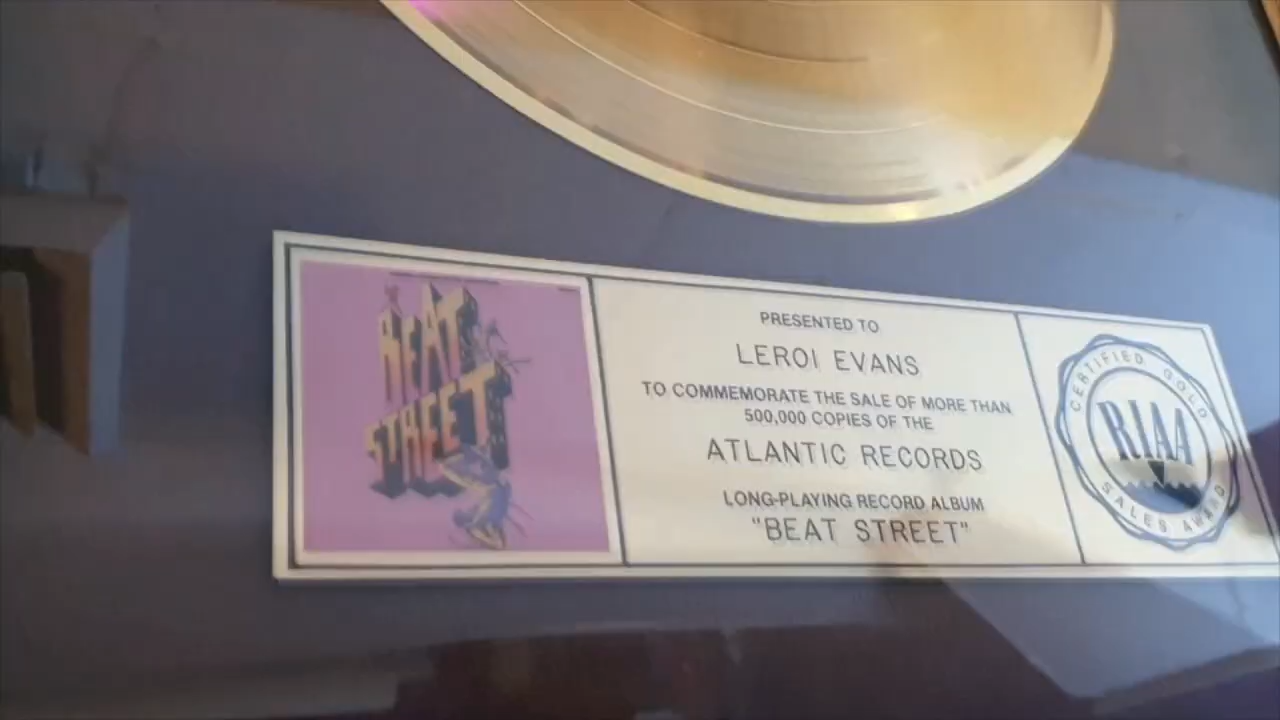 BEAT
STREET
PRESENTED TO
LEROI EVANS
TO COMMEMORATE THE SALE OF MORE THAN
500,000 COPIES OF THE
ATLANTIC RECORDS
LONG-PLAYING RECORD ALBUM
"BEAT STREET"
CERTIFIED GOLD
RIAA
SALES AWARD